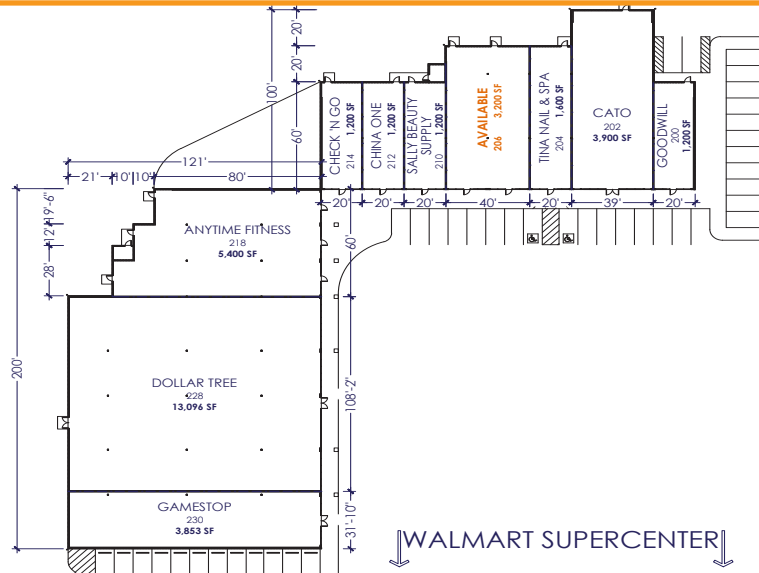 20'
20'
100'
60'
CHECK 'N GO
214
1,200 SF
CHINA ONE
212
1,200 SF
SALLY BEAUTY
SUPPLY
210
1,200 SF
AVAILABLE
206
3,200 SF
TINA NAIL & SPA
204
1,600 SF
CATO
202
3,900 SF
GOODWILL
200
1,200 SF
121'
21'
10'
10'
80'
20'
20'
20'
40'
20'
39'
20'
19'-6"
12'
28'
200'
ANYTIME FITNESS
218
5,400 SF
60'
DOLLAR TREE
228
13,096 SF
108'-2"
GAMESTOP
230
3,853 SF
31'-10"
WALMART SUPERCENTER